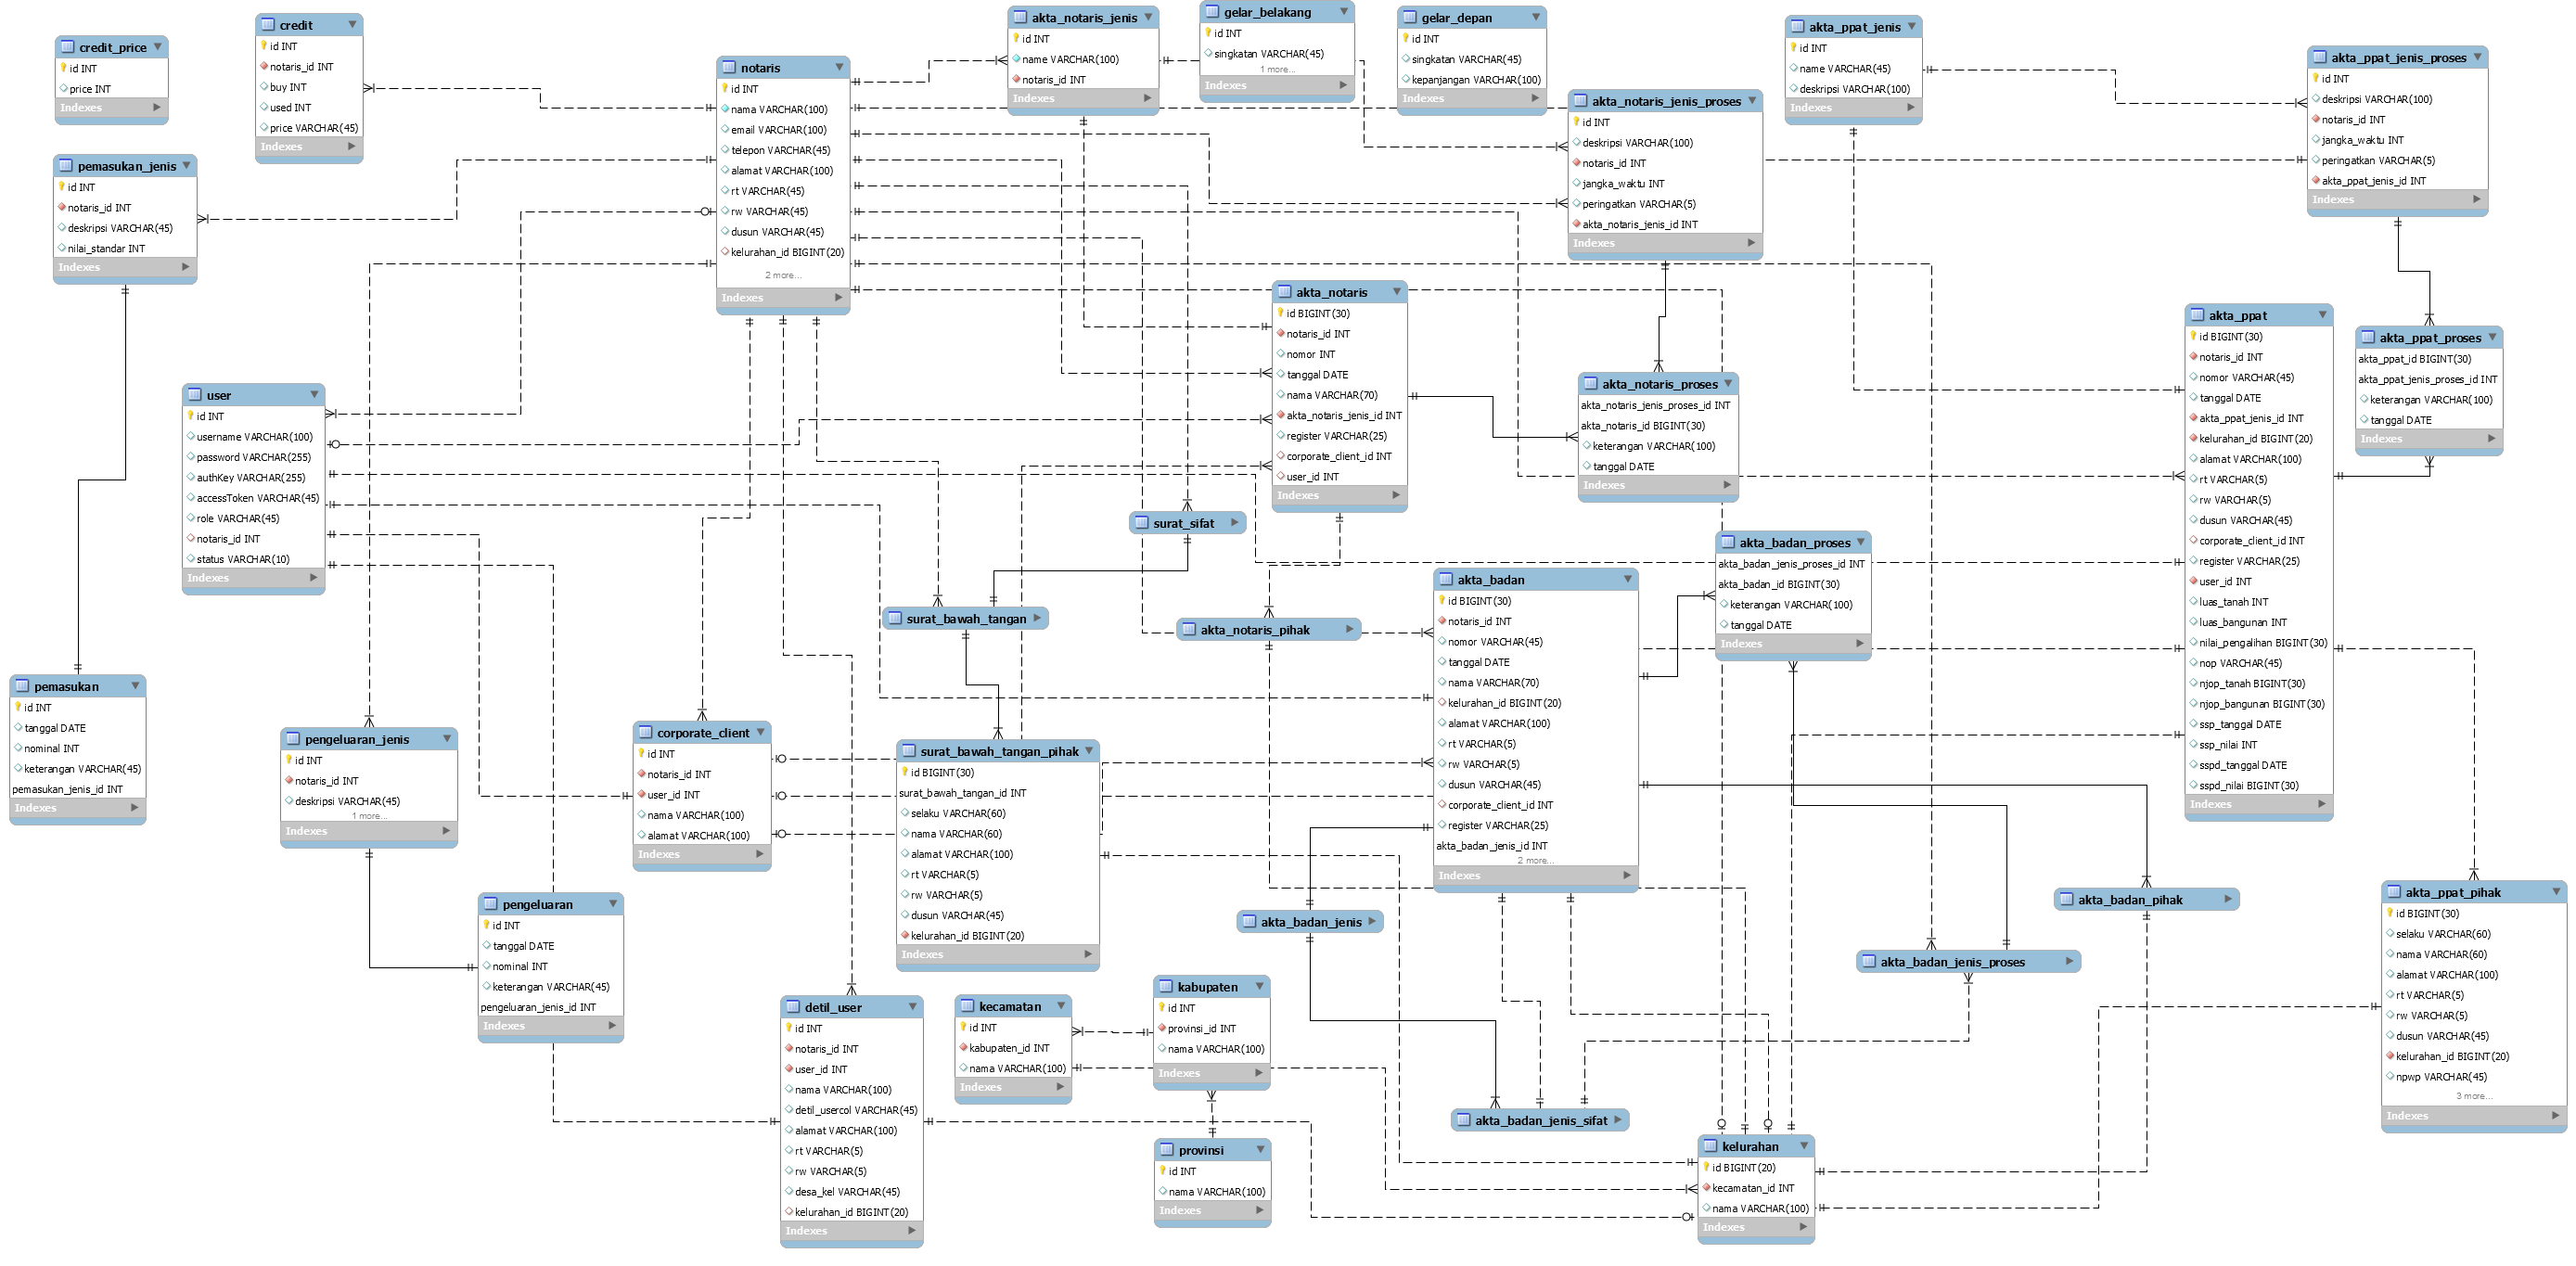 credit_price
id INT
price INT
Indexes
credit
id INT
notaris_id INT
buy INT
used INT
price VARCHAR(45)
Indexes
pemasukan_jenis
id INT
notaris_id INT
deskripsi VARCHAR(45)
nilai_standar INT
Indexes
notaris
id INT
nama VARCHAR(100)
email VARCHAR(100)
telepon VARCHAR(45)
alamat VARCHAR(100)
rt VARCHAR(45)
rw VARCHAR(45)
dusun VARCHAR(45)
kelurahan_id BIGINT(20)
2 more...
Indexes
akta_notaris_jenis
id INT
name VARCHAR(100)
notaris_id INT
Indexes
gelar_belakang
id INT
singkatan VARCHAR(45)
1 more...
Indexes
gelar_depan
id INT
singkatan VARCHAR(45)
kepanjangan VARCHAR(100)
Indexes
akta_notaris_jenis_proses
id INT
deskripsi VARCHAR(100)
notaris_id INT
jangka_waktu INT
peringatkan VARCHAR(5)
akta_notaris_jenis_id INT
Indexes
akta_ppat_jenis
id INT
name VARCHAR(45)
deskripsi VARCHAR(100)
Indexes
akta_ppat_jenis_proses
id INT
deskripsi VARCHAR(100)
notaris_id INT
jangka_waktu INT
peringatkan VARCHAR(5)
akta_ppat_jenis_id INT
Indexes
user
id INT
username VARCHAR(100)
password VARCHAR(255)
authKey VARCHAR(255)
accessToken VARCHAR(45)
role VARCHAR(45)
notaris_id INT
status VARCHAR(10)
Indexes
akta_notaris
id BIGINT(30)
notaris_id INT
nomor INT
tanggal DATE
nama VARCHAR(70)
akta_notaris_jenis_id INT
register VARCHAR(25)
corporate_client_id INT
user_id INT
Indexes
akta_notaris_proses
akta_notaris_jenis_proses_id INT
akta_notaris_id BIGINT(30)
keterangan VARCHAR(100)
tanggal DATE
Indexes
akta_ppat
id BIGINT(30)
notaris_id INT
nomor VARCHAR(45)
tanggal DATE
akta_ppat_jenis_id INT
kelurahan_id BIGINT(20)
alamat VARCHAR(100)
rt VARCHAR(5)
rw VARCHAR(5)
dusun VARCHAR(45)
corporate_client_id INT
register VARCHAR(25)
user_id INT
luas_tanah INT
luas_bangunan INT
nilai_pengalihan BIGINT(30)
nop VARCHAR(45)
njop_tanah BIGINT(30)
njop_bangunan BIGINT(30)
ssp_tanggal DATE
ssp_nilai INT
sspd_tanggal DATE
sspd_nilai BIGINT(30)
Indexes
akta_ppat_proses
akta_ppat_id BIGINT(30)
akta_ppat_jenis_proses_id INT
keterangan VARCHAR(100)
tanggal DATE
Indexes
surat_sifat
surat_bawah_tangan
akta_notaris_pihak
akta_badan
id BIGINT(30)
notaris_id INT
nomor VARCHAR(45)
tanggal DATE
nama VARCHAR(70)
kelurahan_id BIGINT(20)
alamat VARCHAR(100)
rt VARCHAR(5)
rw VARCHAR(5)
dusun VARCHAR(45)
corporate_client_id INT
register VARCHAR(25)
akta_badan_jenis_id INT
2 more...
Indexes
akta_badan_proses
akta_badan_jenis_proses_id INT
akta_badan_id BIGINT(30)
keterangan VARCHAR(100)
tanggal DATE
Indexes
pemasukan
id INT
tanggal DATE
nominal INT
keterangan VARCHAR(45)
pemasukan_jenis_id INT
Indexes
pengeluaran_jenis
id INT
notaris_id INT
deskripsi VARCHAR(45)
1 more...
Indexes
corporate_client
id INT
notaris_id INT
user_id INT
nama VARCHAR(100)
alamat VARCHAR(100)
Indexes
surat_bawah_tangan_pihak
id BIGINT(30)
surat_bawah_tangan_id INT
selaku VARCHAR(60)
nama VARCHAR(60)
alamat VARCHAR(100)
rt VARCHAR(5)
rw VARCHAR(5)
dusun VARCHAR(45)
kelurahan_id BIGINT(20)
Indexes
pengeluaran
id INT
tanggal DATE
nominal INT
keterangan VARCHAR(45)
pengeluaran_jenis_id INT
Indexes
akta_badan_jenis
akta_badan_pihak
akta_badan_jenis_proses
akta_ppat_pihak
id BIGINT(30)
selaku VARCHAR(60)
nama VARCHAR(60)
alamat VARCHAR(100)
rt VARCHAR(5)
rw VARCHAR(5)
dusun VARCHAR(45)
kelurahan_id BIGINT(20)
npwp VARCHAR(45)
3 more...
Indexes
detil_user
id INT
notaris_id INT
user_id INT
nama VARCHAR(100)
detil_usercol VARCHAR(45)
alamat VARCHAR(100)
rt VARCHAR(5)
rw VARCHAR(5)
desa_kel VARCHAR(45)
kelurahan_id BIGINT(20)
Indexes
kecamatan
id INT
kabupaten_id INT
nama VARCHAR(100)
Indexes
kabupaten
id INT
provinsi_id INT
nama VARCHAR(100)
Indexes
provinsi
id INT
nama VARCHAR(100)
Indexes
akta_badan_jenis_sifat
kelurahan
id BIGINT(20)
kecamatan_id INT
nama VARCHAR(100)
Indexes